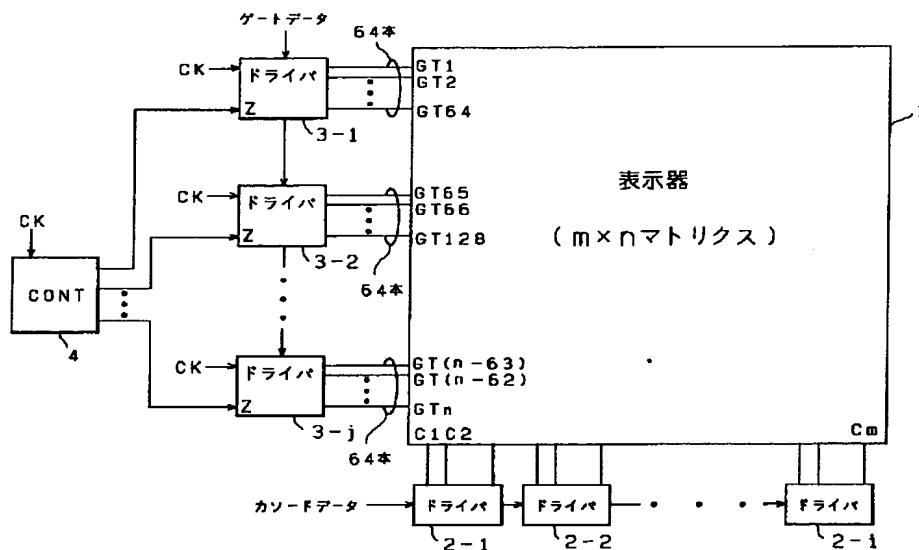 ゲートデータ
64本
CK
ドライバ
Z
3-1
GT1
GT2
GT64
CK
ドライバ
Z
3-2
GT65
GT66
GT128
64本
表示器
(m×nマトリクス)
CK
CONT
4
CK
ドライバ
Z
3-j
GT(n-63)
GT(n-62)
GTn
64本
C1 C2
Cm
カソードデータ
ドライバ
ドライバ
ドライバ
2-1
2-2
2-i